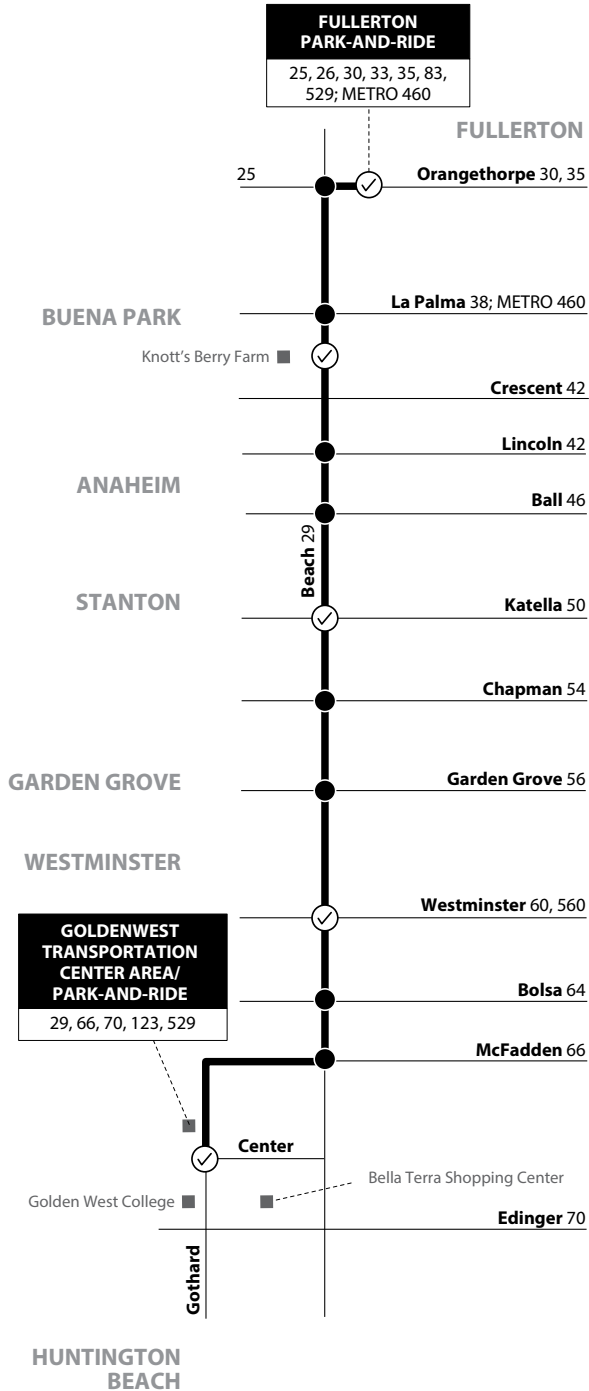 FULLERTON
PARK-AND-RIDE
25, 26, 30, 33, 35, 83,
529; METRO 460
FULLERTON
25
Orangethorpe 30, 35
La Palma 38; METRO 460
BUENA PARK
Knott's Berry Farm
Crescent 42
Lincoln 42
ANAHEIM
Ball 46
Beach 29
STANTON
Katella 50
Chapman 54
GARDEN GROVE
Garden Grove 56
WESTMINSTER
Westminster 60, 560
GOLDENWEST
TRANSPORTATION
CENTER AREA/
PARK-AND-RIDE
29, 66, 70, 123, 529
Bolsa 64
McFadden 66
Center
Bella Terra Shopping Center
Golden West College
Edinger 70
Gothard
HUNTINGTON
BEACH